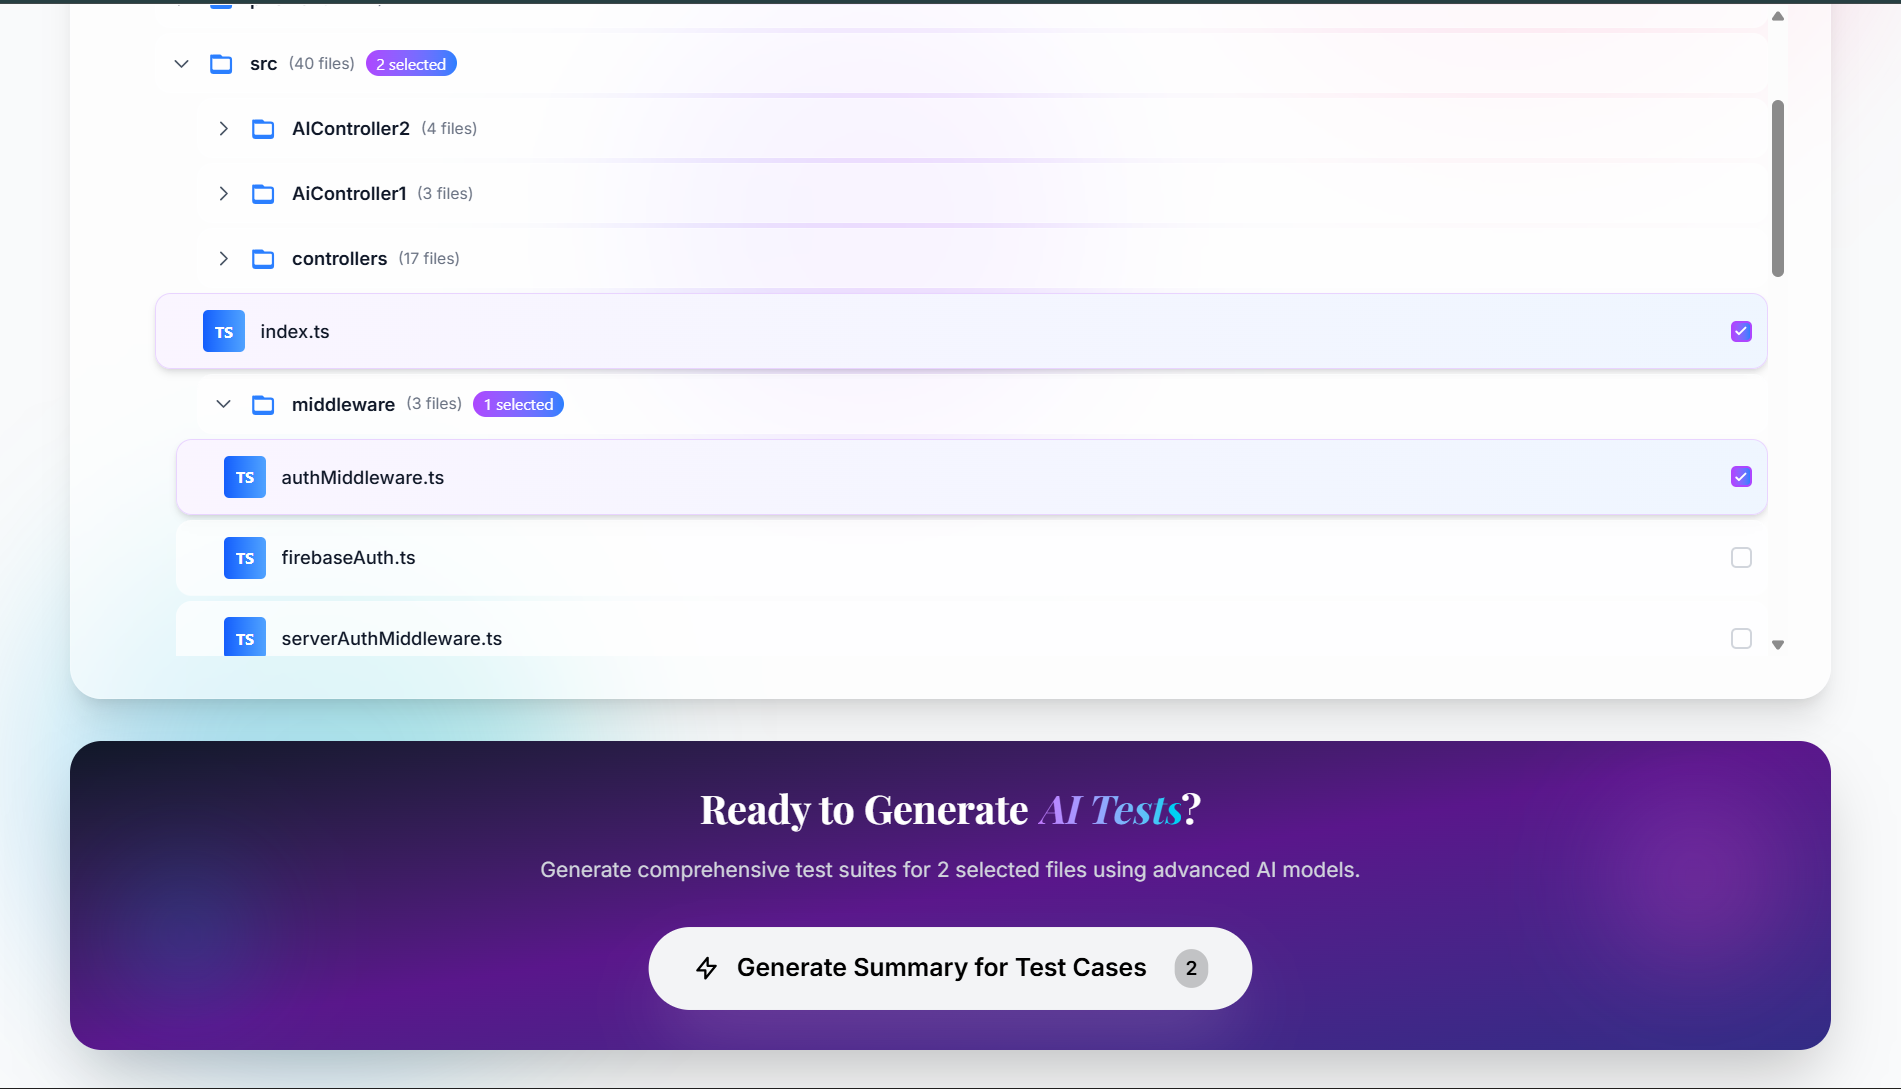 src (40 files) 2 selected
AIController2 (4 files)
AiController1 (3 files)
controllers (17 files)
TS index.ts
middleware (3 files) 1 selected
TS authMiddleware.ts
TS firebaseAuth.ts
TS serverAuthMiddleware.ts
Ready to Generate AI Tests?
Generate comprehensive test suites for 2 selected files using advanced AI models.
Generate Summary for Test Cases 2